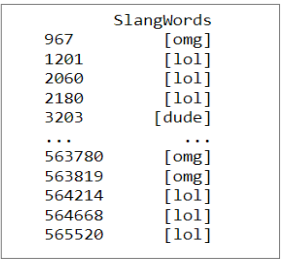 SlangWords
967 [omg]
1201 [lol]
2060 [lol]
2180 [lol]
3203 [dude]
... ...
563780 [omg]
563819 [omg]
564214 [lol]
564668 [lol]
565520 [lol]